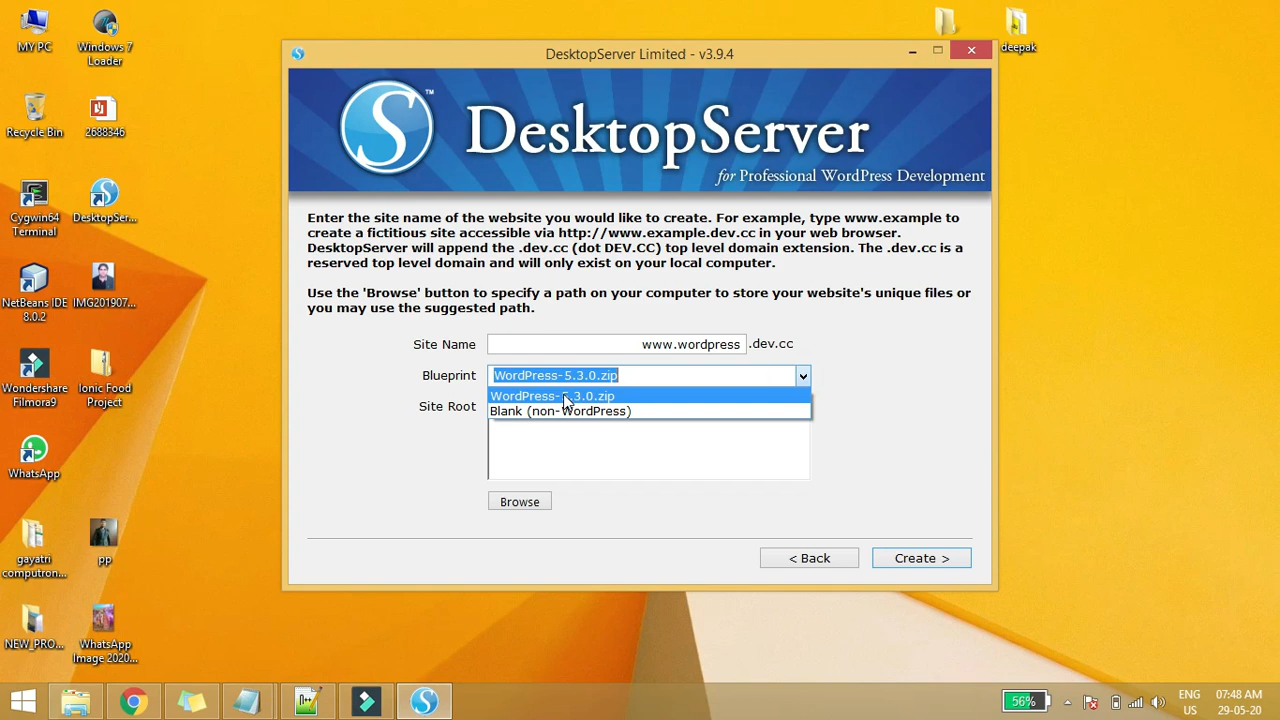 MY PC
Windows 7
Loader
deepak
Recycle Bin
2688346
Cygwin64
Terminal
DesktopSer...
NetBeans IDE
8.0.2
IMG201907...
Wondershare
Filmora9
Ionic Food
Project
WhatsApp
gayatri
computron...
pp
NEW_PRO...
WhatsApp
Image 2020...
DesktopServer Limited - v3.9.4
S
™
DesktopServer
for Professional WordPress Development
Enter the site name of the website you would like to create. For example, type www.example to
create a fictitious site accessible via http://www.example.dev.cc in your web browser.
DesktopServer will append the .dev.cc (dot DEV.CC) top level domain extension. The .dev.cc is a
reserved top level domain and will only exist on your local computer.
Use the 'Browse' button to specify a path on your computer to store your website's unique files or
you may use the suggested path.
Site Name www.wordpress .dev.cc
Blueprint WordPress-5.3.0.zip
WordPress-5.3.0.zip
Site Root
Blank (non-WordPress)
Browse
< Back
Create >
56%
ENG
US
07:48 AM
29-05-20